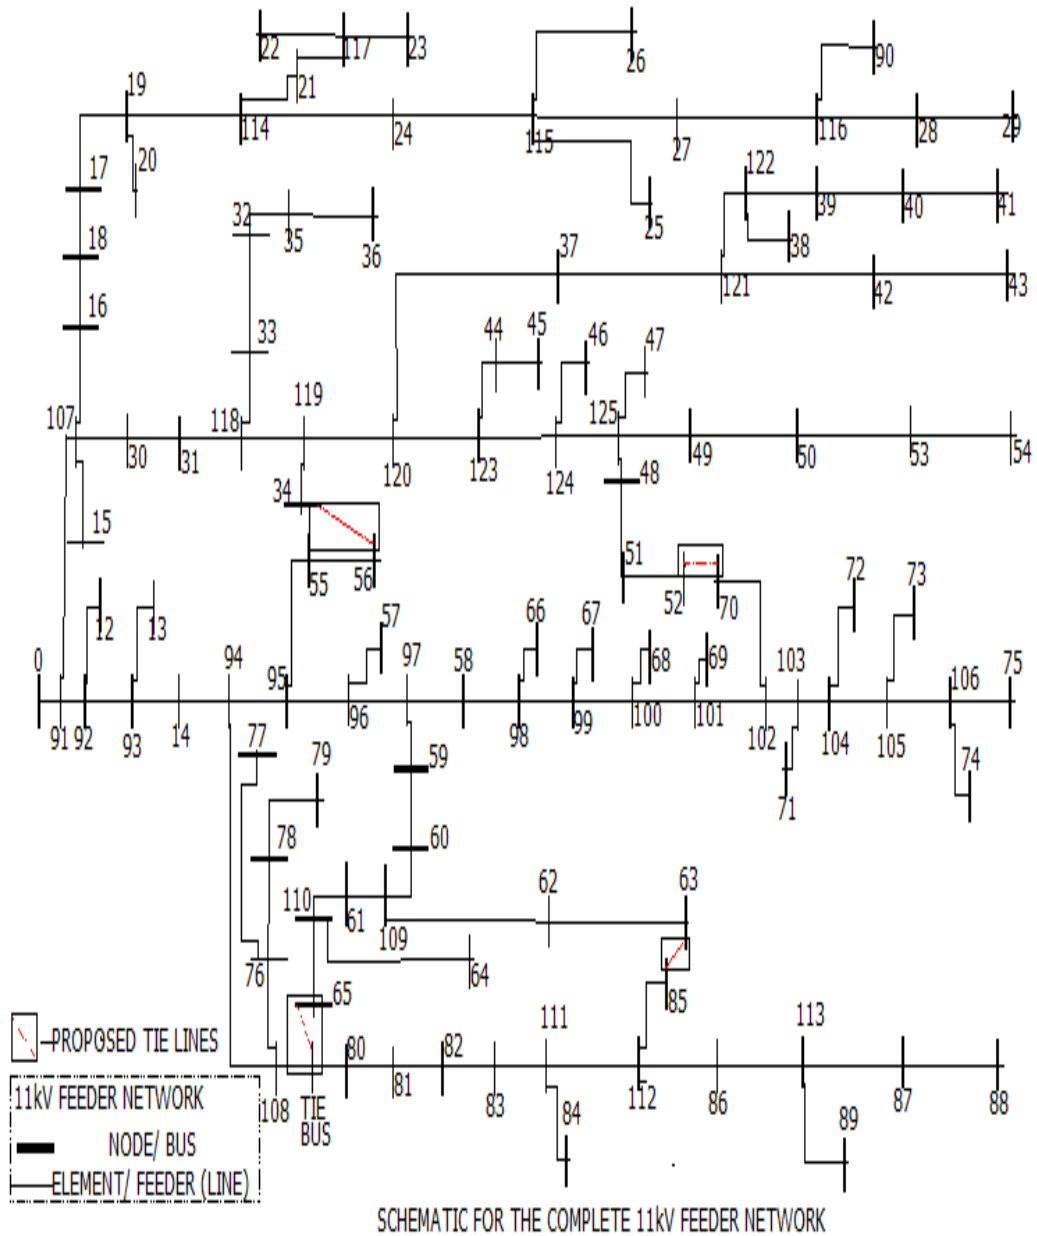 22 117 23 26 90
19 21
114 24 115 27 116 28 29
20 122
17 32 35 36 25 39 40 41
38
18 37 121 42 43
16 33 44 45 46 47
119
107 118 125
30 31 120 123 124 49 50 53 54
34 48
15 55 56 51 52 70 72 73
12 13 57 66 67 68 69
0 94 95 97 58 103 106 75
91 92 93 14 96 98 99 100 101 102 104 105
77 79 59 71 74
78 60
110 61 109 62 63
76 64
65 85
PROPOSED TIE LINES
80 82 111 113
81 83 112 86 87 88
11kV FEEDER NETWORK
108 TIE
BUS
84 89
NODE/ BUS
ELEMENT/ FEEDER (LINE)
SCHEMATIC FOR THE COMPLETE 11kV FEEDER NETWORK